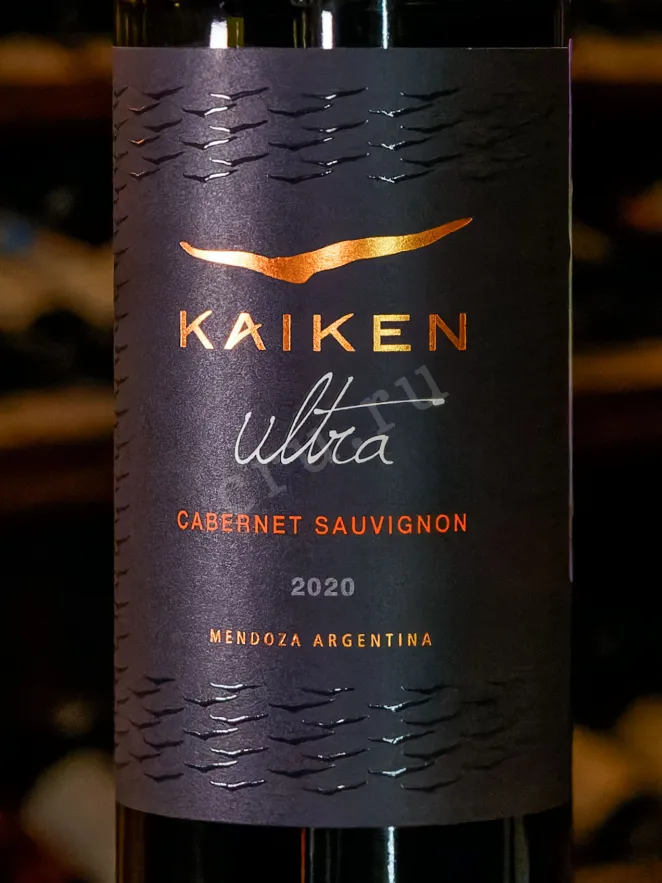 KAIKEN
ultra
CABERNET SAUVIGNON
2020
MENDOZA ARGENTINA